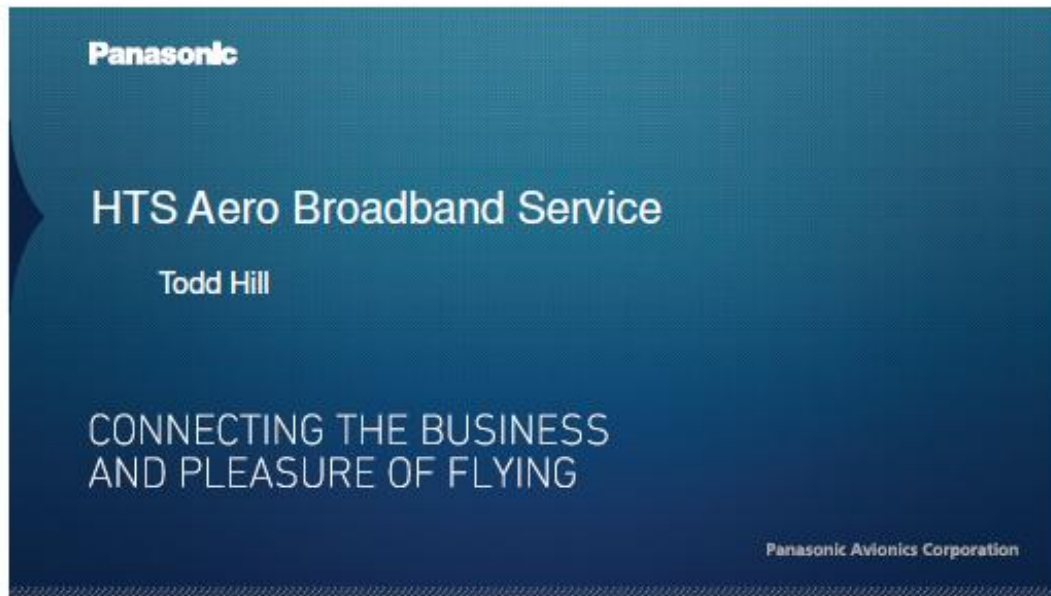 Panasonic
HTS Aero Broadband Service
Todd Hill
CONNECTING THE BUSINESS
AND PLEASURE OF FLYING
Panasonic Avionics Corporation